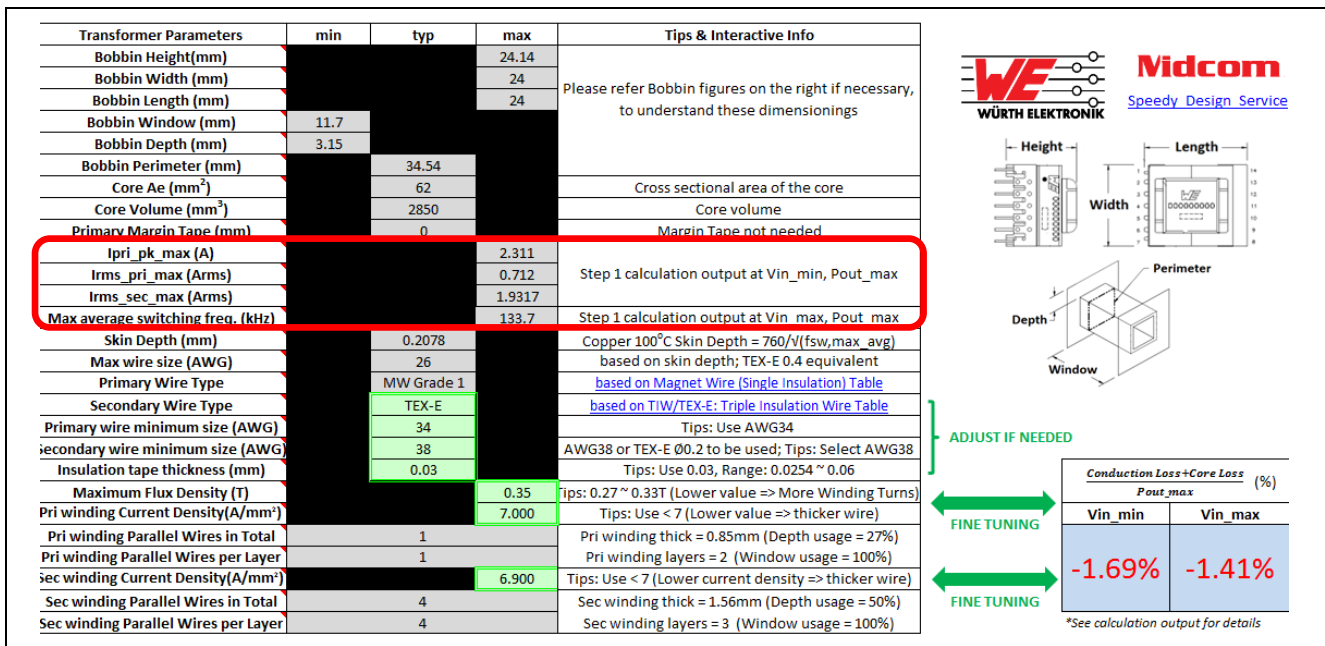 Transformer Parameters min typ max Tips & Interactive Info
Bobbin Height(mm) 24.14
Bobbin Width (mm) 24
Bobbin Length (mm) 24
Please refer Bobbin figures on the right if necessary,
to understand these dimensionings
Bobbin Window (mm) 11.7
Bobbin Depth (mm) 3.15
Bobbin Perimeter (mm) 34.54
Core Ae (mm²) 62 Cross sectional area of the core
Core Volume (mm³) 2850 Core volume
Primary Margin Tape (mm) 0 Margin Tape not needed
Ipri_pk_max (A) 2.311
Irms_pri_max (Arms) 0.712 Step 1 calculation output at Vin_min, Pout_max
Irms_sec_max (Arms) 1.9317
Max average switching freq. (kHz) 133.7 Step 1 calculation output at Vin_max, Pout_max
Skin Depth (mm) 0.2078 Copper 100°C Skin Depth = 760/√(fsw,max_avg)
Max wire size (AWG) 26 based on skin depth; TEX-E 0.4 equivalent
Primary Wire Type MW Grade 1 based on Magnet Wire (Single Insulation) Table
Secondary Wire Type TEX-E based on TIW/TEX-E: Triple Insulation Wire Table
Primary wire minimum size (AWG) 34 Tips: Use AWG34
Secondary wire minimum size (AWG) 38 AWG38 or TEX-E Ø0.2 to be used; Tips: Select AWG38
Insulation tape thickness (mm) 0.03 Tips: Use 0.03, Range: 0.0254 ~ 0.06
Maximum Flux Density (T) 0.35 Tips: 0.27 ~ 0.33T (Lower value => More Winding Turns)
Pri winding Current Density(A/mm²) 7.000 Tips: Use < 7 (Lower value => thicker wire)
Pri winding Parallel Wires in Total 1 Pri winding thick = 0.85mm (Depth usage = 27%)
Pri winding Parallel Wires per Layer 1 Pri winding layers = 2 (Window usage = 100%)
Sec winding Current Density(A/mm²) 6.900 Tips: Use < 7 (Lower current density => thicker wire)
Sec winding Parallel Wires in Total 4 Sec winding thick = 1.56mm (Depth usage = 50%)
Sec winding Parallel Wires per Layer 4 Sec winding layers = 3 (Window usage = 100%)
WE
WÜRTH ELEKTRONIK
Midcom
Speedy Design Service
Height
Length
Width
Perimeter
Depth
Window
ADJUST IF NEEDED
FINE TUNING
FINE TUNING
Conduction Loss+Core Loss
Pout_max
(%)
Vin_min Vin_max
-1.69% -1.41%
*See calculation output for details